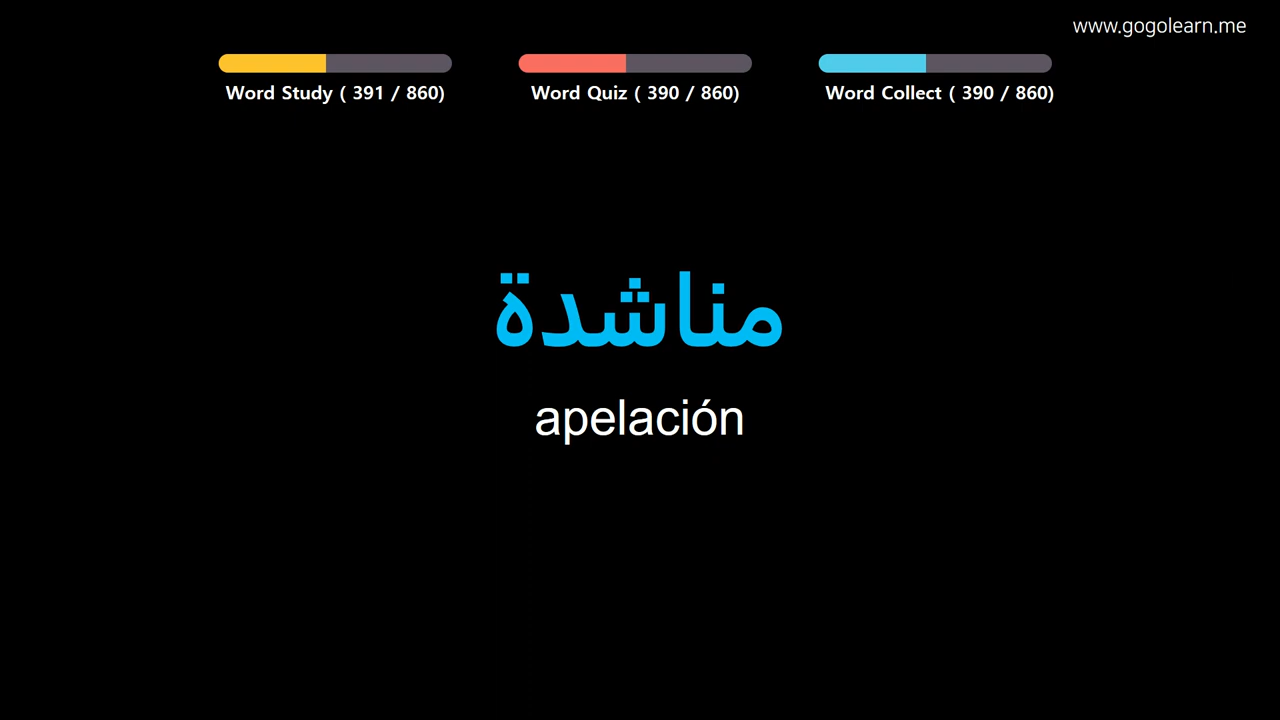 www.gogolearn.me
Word Study ( 391 / 860)
Word Quiz ( 390 / 860)
Word Collect ( 390 / 860)
مناشدة
apelación